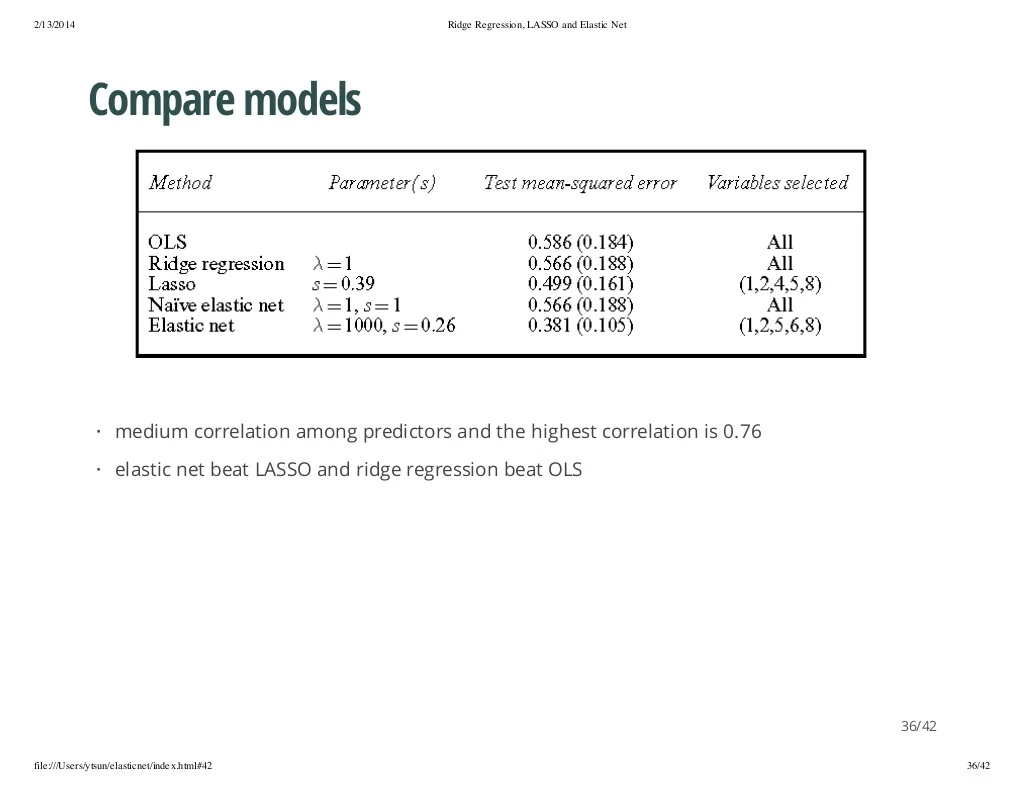 2/13/2014 Ridge Regression, LASSO and Elastic Net
Compare models
Method Parameter(s) Test mean-squared error Variables selected
OLS 0.586 (0.184) All
Ridge regression λ=1 0.566 (0.188) All
Lasso s=0.39 0.499 (0.161) (1,2,4,5,8)
Naïve elastic net λ=1, s=1 0.566 (0.188) All
Elastic net λ=1000, s=0.26 0.381 (0.105) (1,2,5,6,8)
· medium correlation among predictors and the highest correlation is 0.76
· elastic net beat LASSO and ridge regression beat OLS
36/42
file:///Users/ytsun/elasticnet/index.html#42 36/42